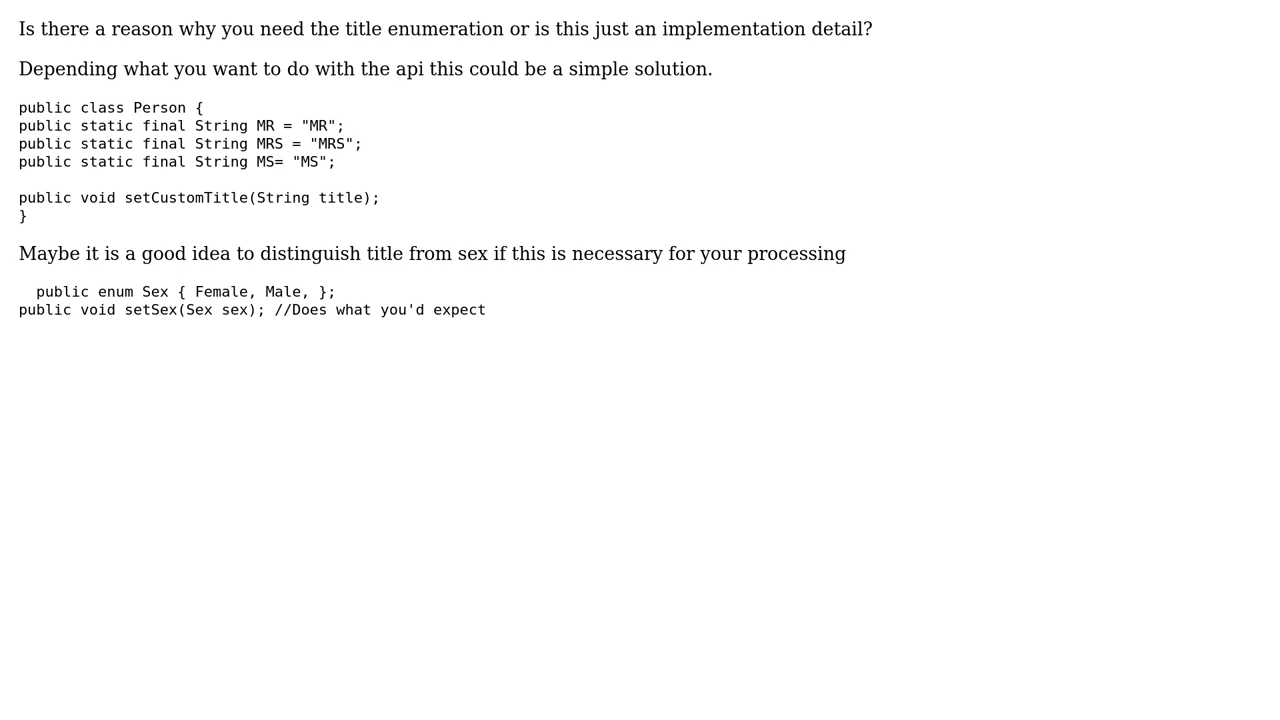 Is there a reason why you need the title enumeration or is this just an implementation detail?
Depending what you want to do with the api this could be a simple solution.
public class Person {
public static final String MR = "MR";
public static final String MRS = "MRS";
public static final String MS= "MS";
public void setCustomTitle(String title);
}
Maybe it is a good idea to distinguish title from sex if this is necessary for your processing
  public enum Sex { Female, Male, };
public void setSex(Sex sex); //Does what you'd expect